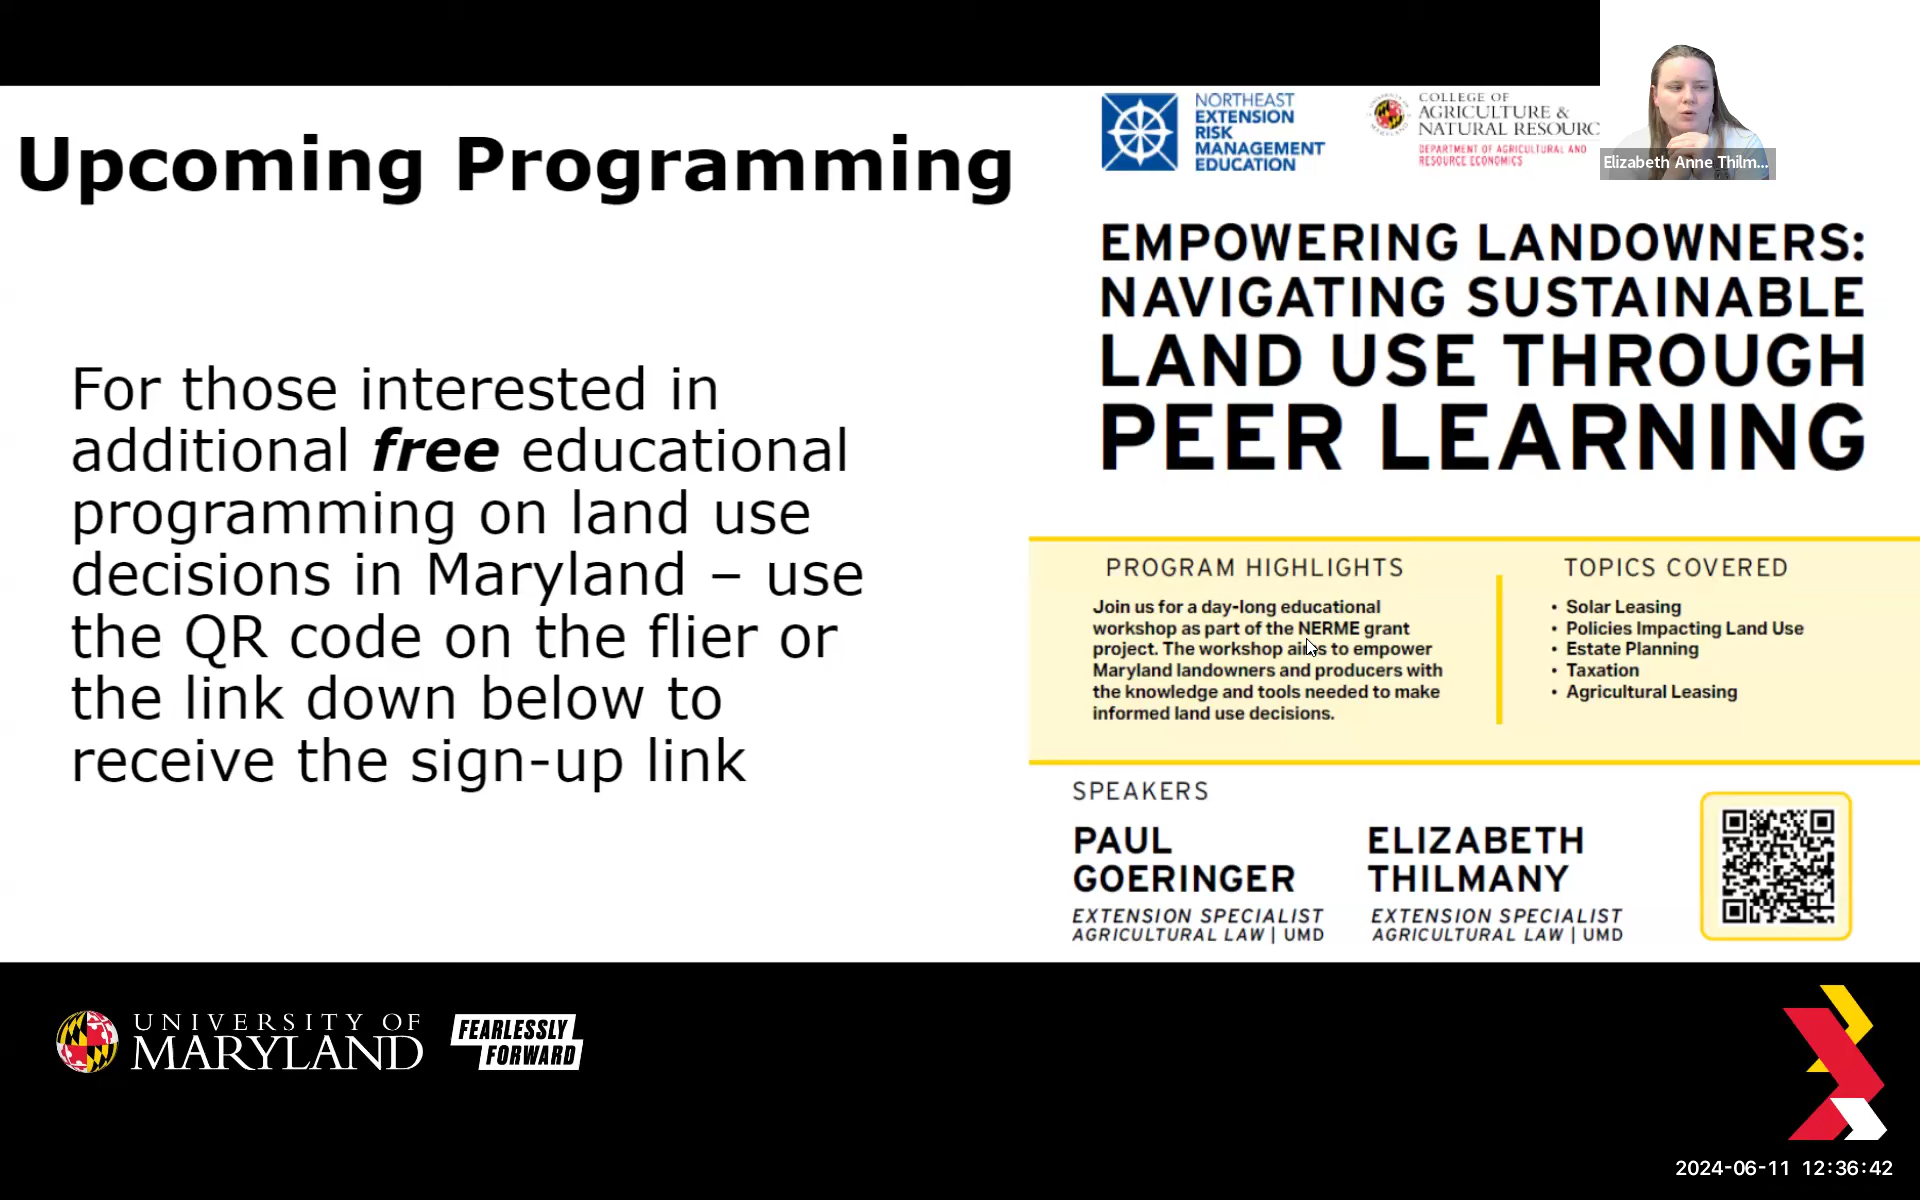 Upcoming Programming
For those interested in
additional free educational
programming on land use
decisions in Maryland – use
the QR code on the flier or
the link down below to
receive the sign-up link
NORTHEAST
EXTENSION
RISK
MANAGEMENT
EDUCATION
COLLEGE OF
AGRICULTURE &
NATURAL RESOURC
DEPARTMENT OF AGRICULTURAL AND
RESOURCE ECONOMICS
Elizabeth Anne Thilm...
EMPOWERING LANDOWNERS:
NAVIGATING SUSTAINABLE
LAND USE THROUGH
PEER LEARNING
PROGRAM HIGHLIGHTS
Join us for a day-long educational
workshop as part of the NERME grant
project. The workshop aims to empower
Maryland landowners and producers with
the knowledge and tools needed to make
informed land use decisions.
TOPICS COVERED
• Solar Leasing
• Policies Impacting Land Use
• Estate Planning
• Taxation
• Agricultural Leasing
SPEAKERS
PAUL
GOERINGER
EXTENSION SPECIALIST
AGRICULTURAL LAW | UMD
ELIZABETH
THILMANY
EXTENSION SPECIALIST
AGRICULTURAL LAW | UMD
UNIVERSITY OF
MARYLAND
FEARLESSLY
FORWARD
2024-06-11 12:36:42